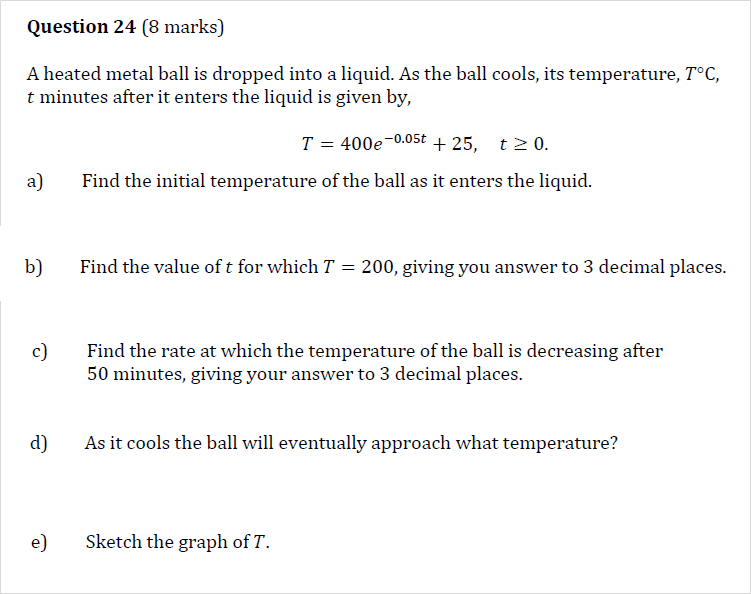 Question 24 (8 marks)
A heated metal ball is dropped into a liquid. As the ball cools, its temperature, T°C,
t minutes after it enters the liquid is given by,
T = 400e^{−0.05t} + 25, t ≥ 0.
a) Find the initial temperature of the ball as it enters the liquid.
b) Find the value of t for which T = 200, giving you answer to 3 decimal places.
c) Find the rate at which the temperature of the ball is decreasing after
50 minutes, giving your answer to 3 decimal places.
d) As it cools the ball will eventually approach what temperature?
e) Sketch the graph of T.